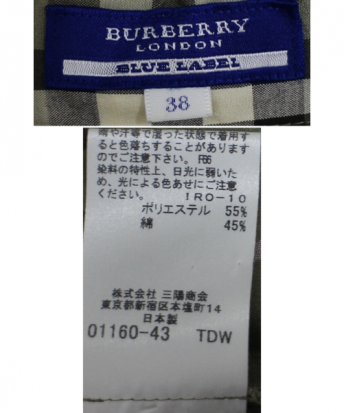 BURBERRY
LONDON
BLUE LABEL
38
雨や汗等で湿った状態で着用す
ると色落ちすることがあります
のでご注意下さい。 F66
染料の特性上、日光に弱いた
め、光による色あせにご注意下
さい。 IRO-10
ポリエステル 55%
綿 45%
株式会社 三陽商会
東京都新宿区本塩町14
日本製
01160-43 TDW